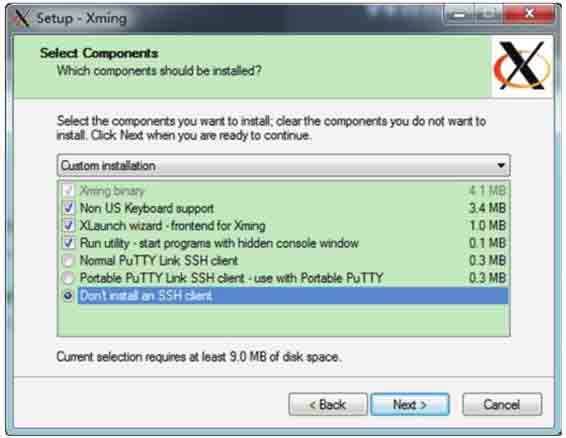 Setup - Xming
Select Components
Which components should be installed?
Select the components you want to install; clear the components you do not want to
install. Click Next when you are ready to continue.
Custom installation
Xming binary 4.1 MB
Non US Keyboard support 3.4 MB
XLaunch wizard - frontend for Xming 1.0 MB
Run utility - start programs with hidden console window 0.1 MB
Normal PuTTY Link SSH client 0.3 MB
Portable PuTTY Link SSH client - use with Portable PuTTY 0.3 MB
Don't install an SSH client
Current selection requires at least 9.0 MB of disk space.
< Back Next > Cancel